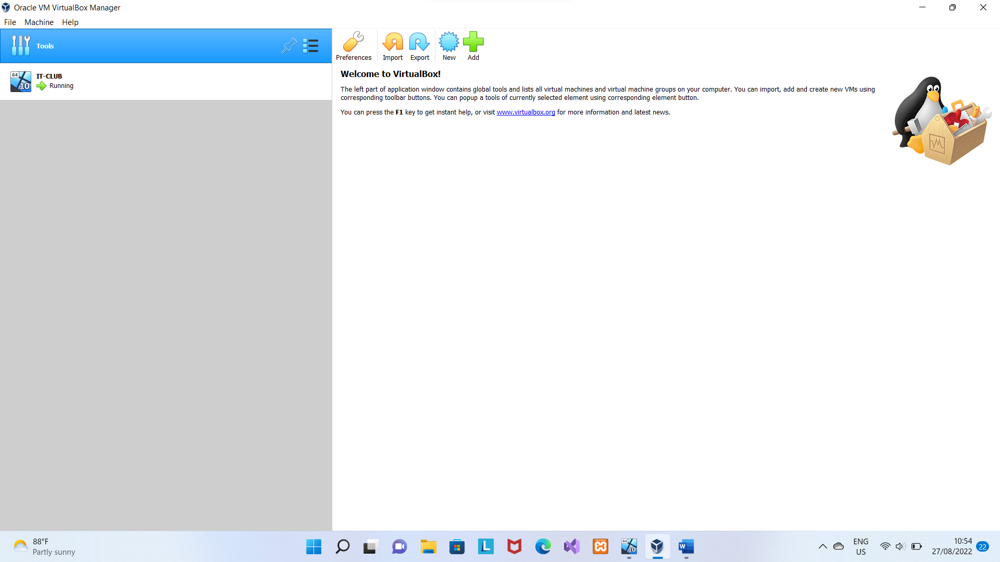 Oracle VM VirtualBox Manager
File Machine Help
Tools
Preferences Import Export New Add
64
10
IT-CLUB
Running
Welcome to VirtualBox!
The left part of application window contains global tools and lists all virtual machines and virtual machine groups on your computer. You can import, add and create new VMs using
corresponding toolbar buttons. You can popup a tools of currently selected element using corresponding element button.
You can press the F1 key to get instant help, or visit www.virtualbox.org for more information and latest news.
88°F
Partly sunny
L
64
10
W
ENG
US
10:54
27/08/2022
22